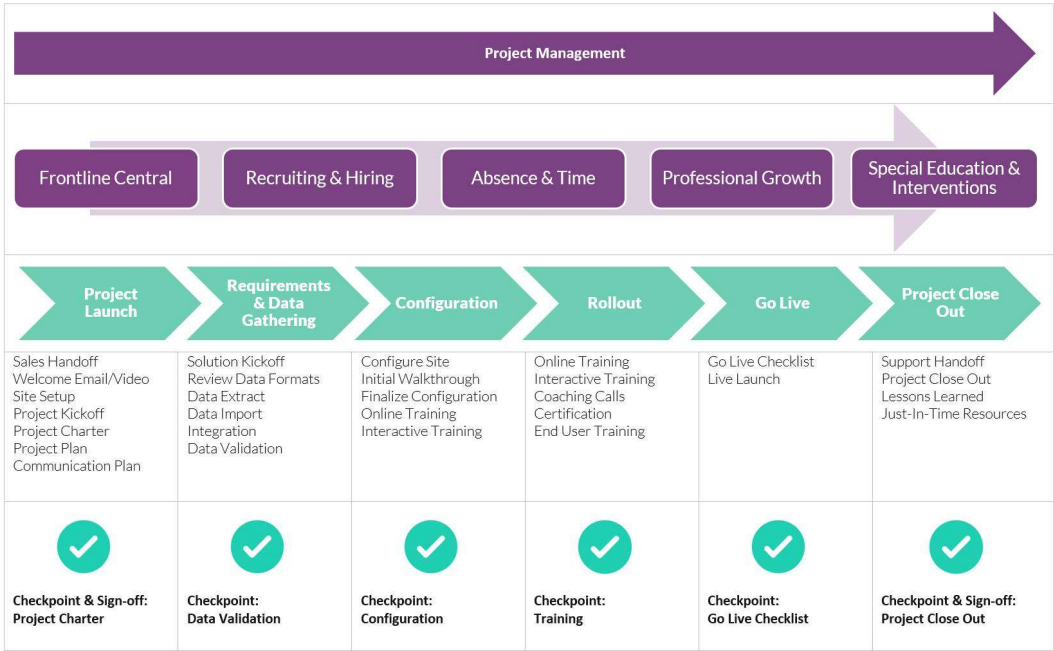 Project Management
Frontline Central
Recruiting & Hiring
Absence & Time
Professional Growth
Special Education &
Interventions
Project
Launch
Requirements
& Data
Gathering
Configuration
Rollout
Go Live
Project Close
Out
Sales Handoff
Welcome Email/Video
Site Setup
Project Kickoff
Project Charter
Project Plan
Communication Plan
Solution Kickoff
Review Data Formats
Data Extract
Data Import
Integration
Data Validation
Configure Site
Initial Walkthrough
Finalize Configuration
Online Training
Interactive Training
Online Training
Interactive Training
Coaching Calls
Certification
End User Training
Go Live Checklist
Live Launch
Support Handoff
Project Close Out
Lessons Learned
Just-In-Time Resources
Checkpoint & Sign-off:
Project Charter
Checkpoint:
Data Validation
Checkpoint:
Configuration
Checkpoint:
Training
Checkpoint:
Go Live Checklist
Checkpoint & Sign-off:
Project Close Out